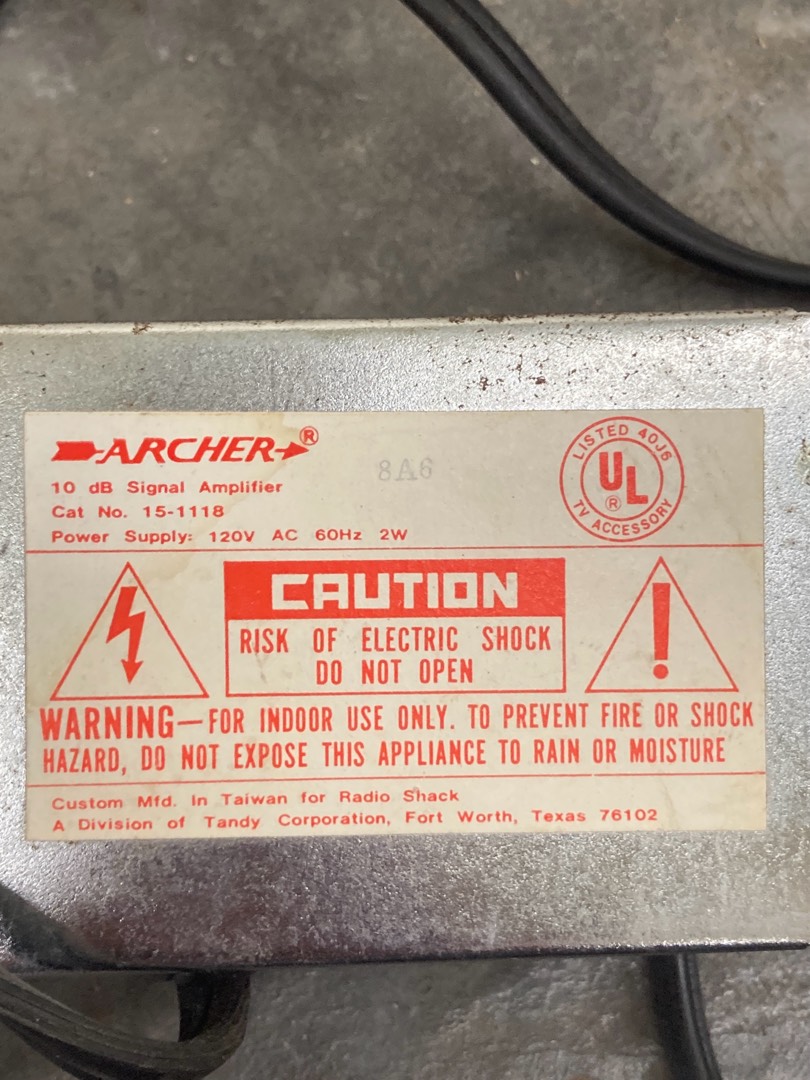 ARCHER®
8A6
10 dB Signal Amplifier
Cat No. 15-1118
Power Supply: 120V AC 60Hz 2W
LISTED 40J6
UL®
TV ACCESSORY
CAUTION
RISK OF ELECTRIC SHOCK
DO NOT OPEN
!
WARNING—FOR INDOOR USE ONLY. TO PREVENT FIRE OR SHOCK
HAZARD, DO NOT EXPOSE THIS APPLIANCE TO RAIN OR MOISTURE
Custom Mfd. In Taiwan for Radio Shack
A Division of Tandy Corporation, Fort Worth, Texas 76102